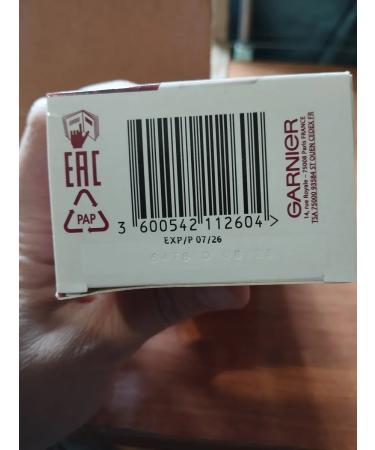 EAC
PAP
3 600542 112604 >
EXP/P 07/26
GARNIER
14, rue Royale - 75008 Paris FRANCE
TSA 75000 93584 ST OUEN CEDEX FR